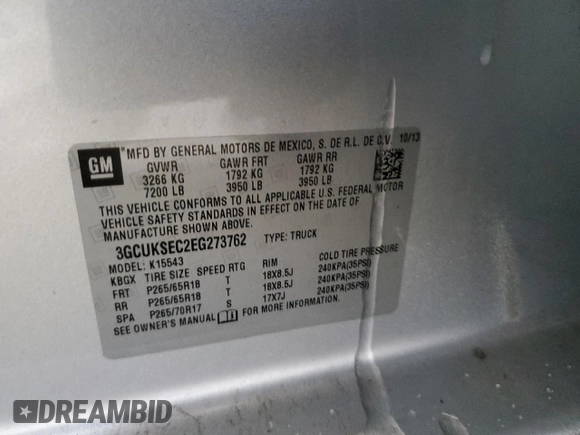 GM
*MFD BY GENERAL MOTORS DE MEXICO, S. DE R.L. DE C.V. 10/13
GVWR GAWR FRT GAWR RR
3266 KG 1792 KG 1792 KG
7200 LB 3950 LB 3950 LB
THIS VEHICLE CONFORMS TO ALL APPLICABLE U.S. FEDERAL MOTOR
VEHICLE SAFETY STANDARDS IN EFFECT ON THE DATE OF
MANUFACTURE SHOWN ABOVE.
3GCUKSEC2EG273762 TYPE: TRUCK
MODEL: K15543
KBGX TIRE SIZE SPEED RTG RIM COLD TIRE PRESSURE
FRT P265/65R18 T 18X8.5J 240KPA(35PSI)
RR P265/65R18 T 18X8.5J 240KPA(35PSI)
SPA P265/70R17 S 17X7J 240KPA(35PSI)
SEE OWNER'S MANUAL FOR MORE INFORMATION.
DREAMBID